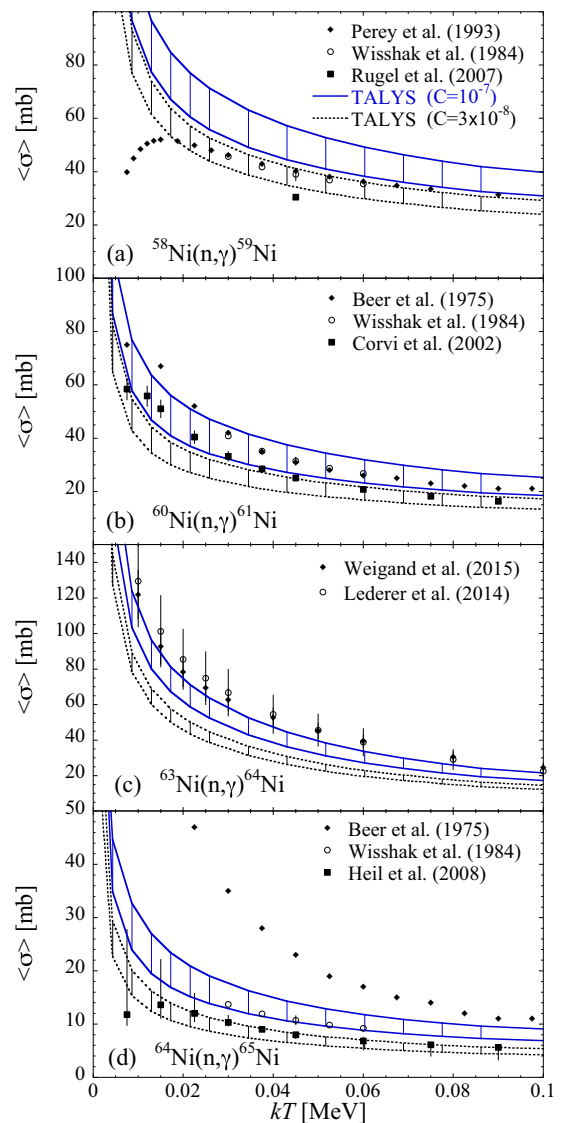 80
60
40
20
<σ> [mb]
Perey et al. (1993)
Wisshak et al. (1984)
Rugel et al. (2007)
TALYS (C=10-7)
TALYS (C=3x10-8)
(a) 58Ni(n,γ)59Ni
100
80
60
40
20
<σ> [mb]
Beer et al. (1975)
Wisshak et al. (1984)
Corvi et al. (2002)
(b) 60Ni(n,γ)61Ni
140
120
100
80
60
40
20
<σ> [mb]
Weigand et al. (2015)
Lederer et al. (2014)
(c) 63Ni(n,γ)64Ni
50
40
30
20
10
0
<σ> [mb]
Beer et al. (1975)
Wisshak et al. (1984)
Heil et al. (2008)
(d) 64Ni(n,γ)65Ni
0 0.02 0.04 0.06 0.08 0.1
kT [MeV]